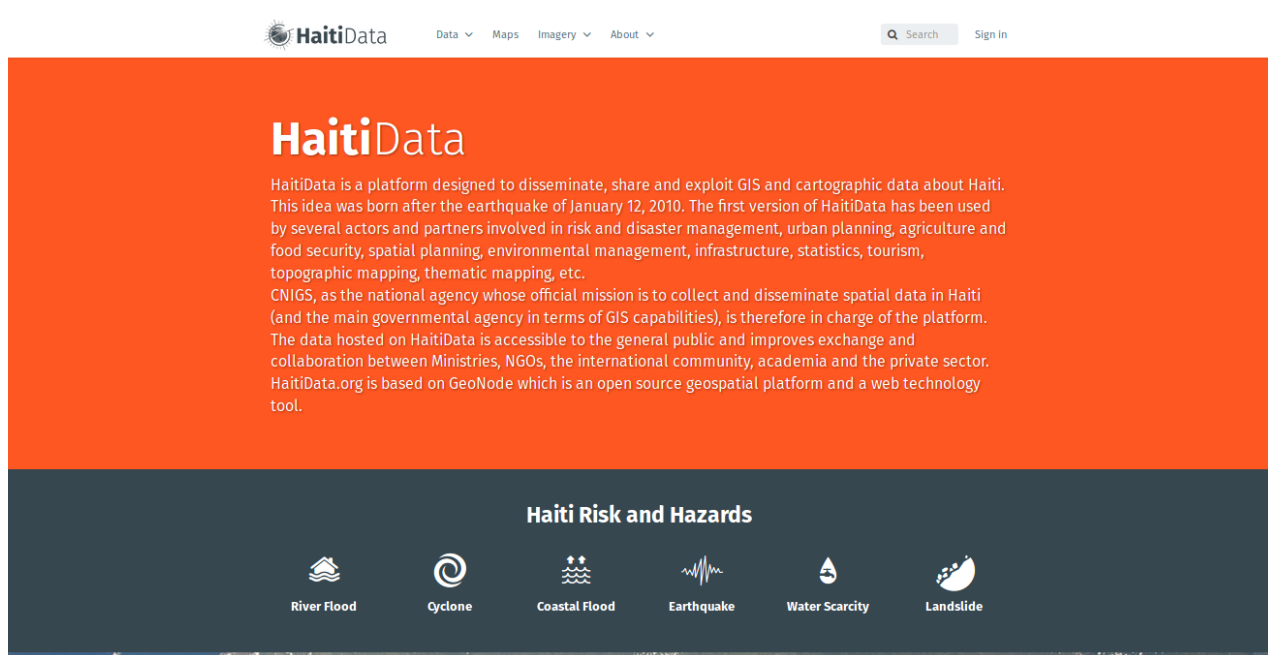 HaitiData Data Maps Imagery About Search Sign in
HaitiData
HaitiData is a platform designed to disseminate, share and exploit GIS and cartographic data about Haiti.
This idea was born after the earthquake of January 12, 2010. The first version of HaitiData has been used
by several actors and partners involved in risk and disaster management, urban planning, agriculture and
food security, spatial planning, environmental management, infrastructure, statistics, tourism,
topographic mapping, thematic mapping, etc.
CNIGS, as the national agency whose official mission is to collect and disseminate spatial data in Haiti
(and the main governmental agency in terms of GIS capabilities), is therefore in charge of the platform.
The data hosted on HaitiData is accessible to the general public and improves exchange and
collaboration between Ministries, NGOs, the international community, academia and the private sector.
HaitiData.org is based on GeoNode which is an open source geospatial platform and a web technology
tool.
Haiti Risk and Hazards
River Flood Cyclone Coastal Flood Earthquake Water Scarcity Landslide